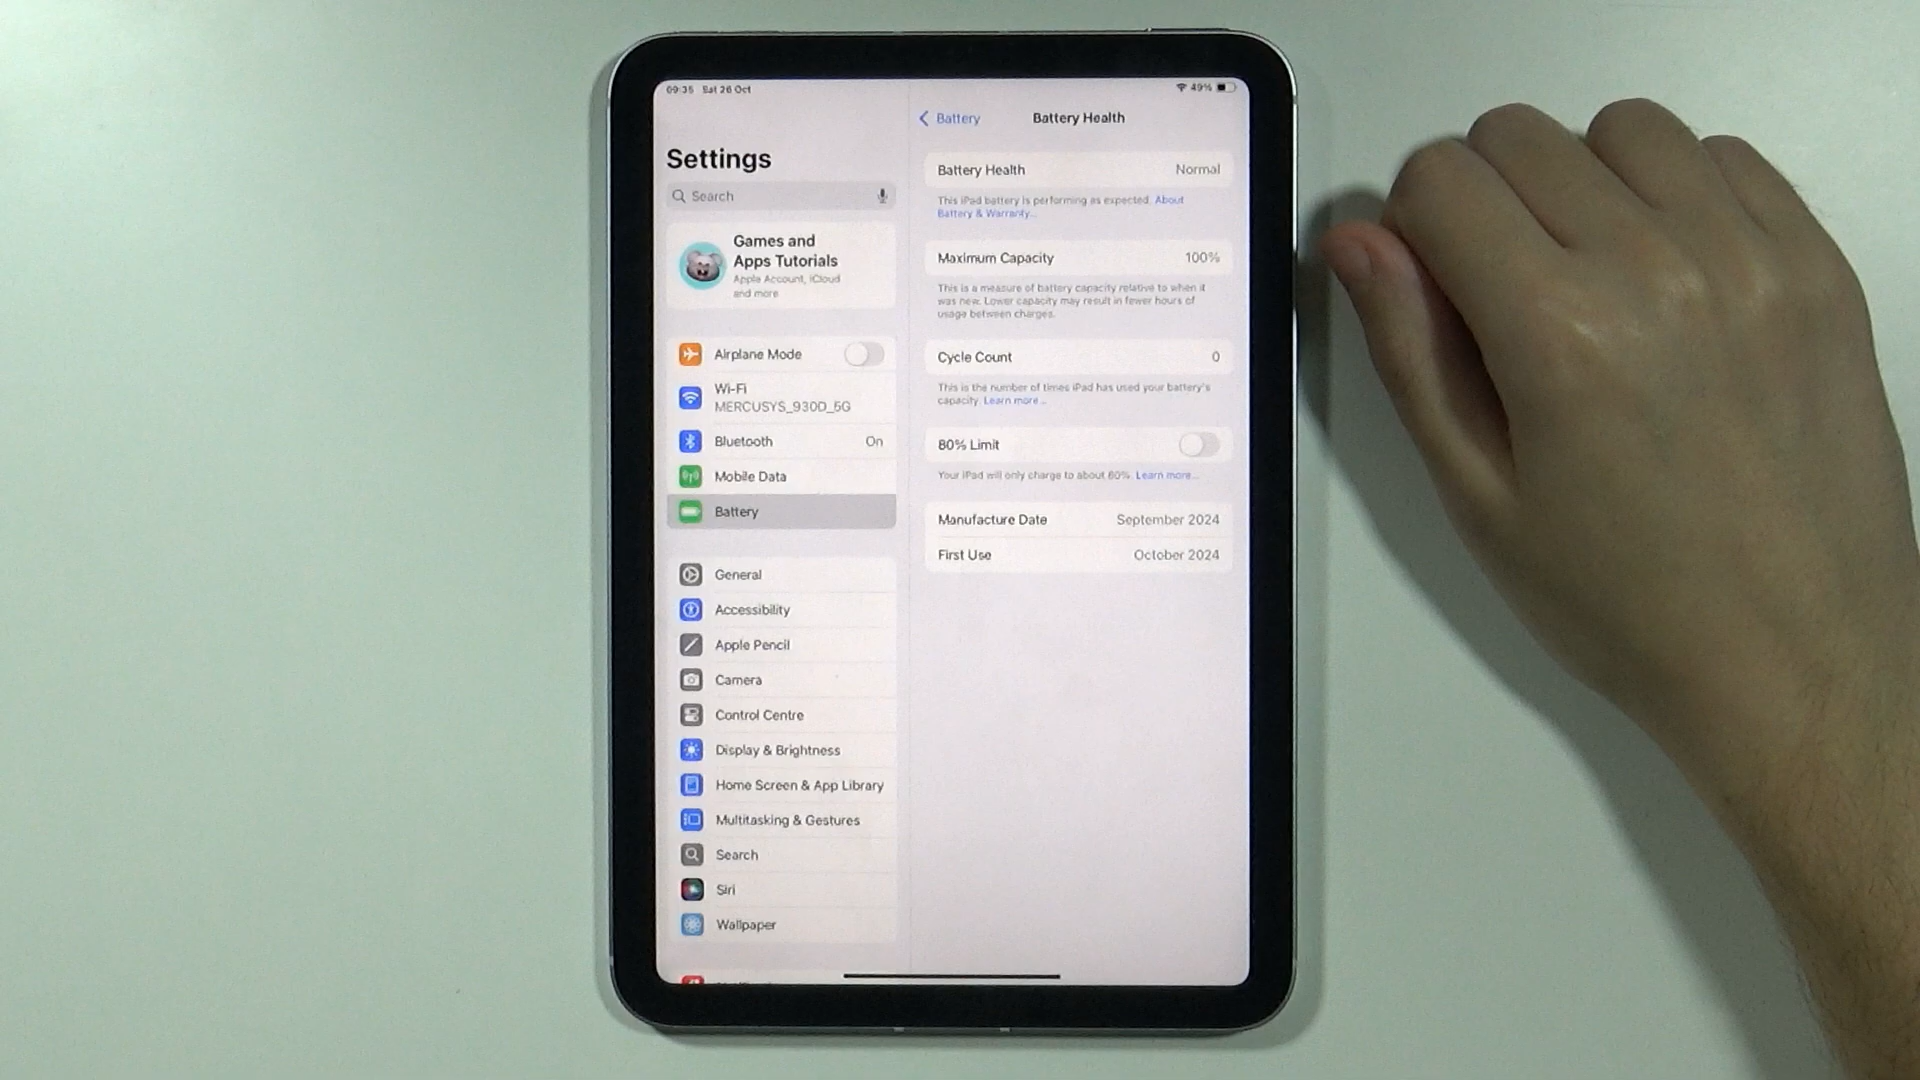 09:35 Sat 26 Oct
49%
Settings
Search
Games and
Apps Tutorials
Apple Account, iCloud
and more
Airplane Mode
Wi-Fi
MERCUSYS_930D_5G
Bluetooth On
Mobile Data
Battery
General
Accessibility
Apple Pencil
Camera
Control Centre
Display & Brightness
Home Screen & App Library
Multitasking & Gestures
Search
Siri
Wallpaper
Battery
Battery Health
Battery Health Normal
This iPad battery is performing as expected. About
Battery & Warranty...
Maximum Capacity 100%
This is a measure of battery capacity relative to when it
was new. Lower capacity may result in fewer hours of
usage between charges.
Cycle Count 0
This is the number of times iPad has used your battery's
capacity. Learn more...
80% Limit
Your iPad will only charge to about 80%. Learn more...
Manufacture Date September 2024
First Use October 2024